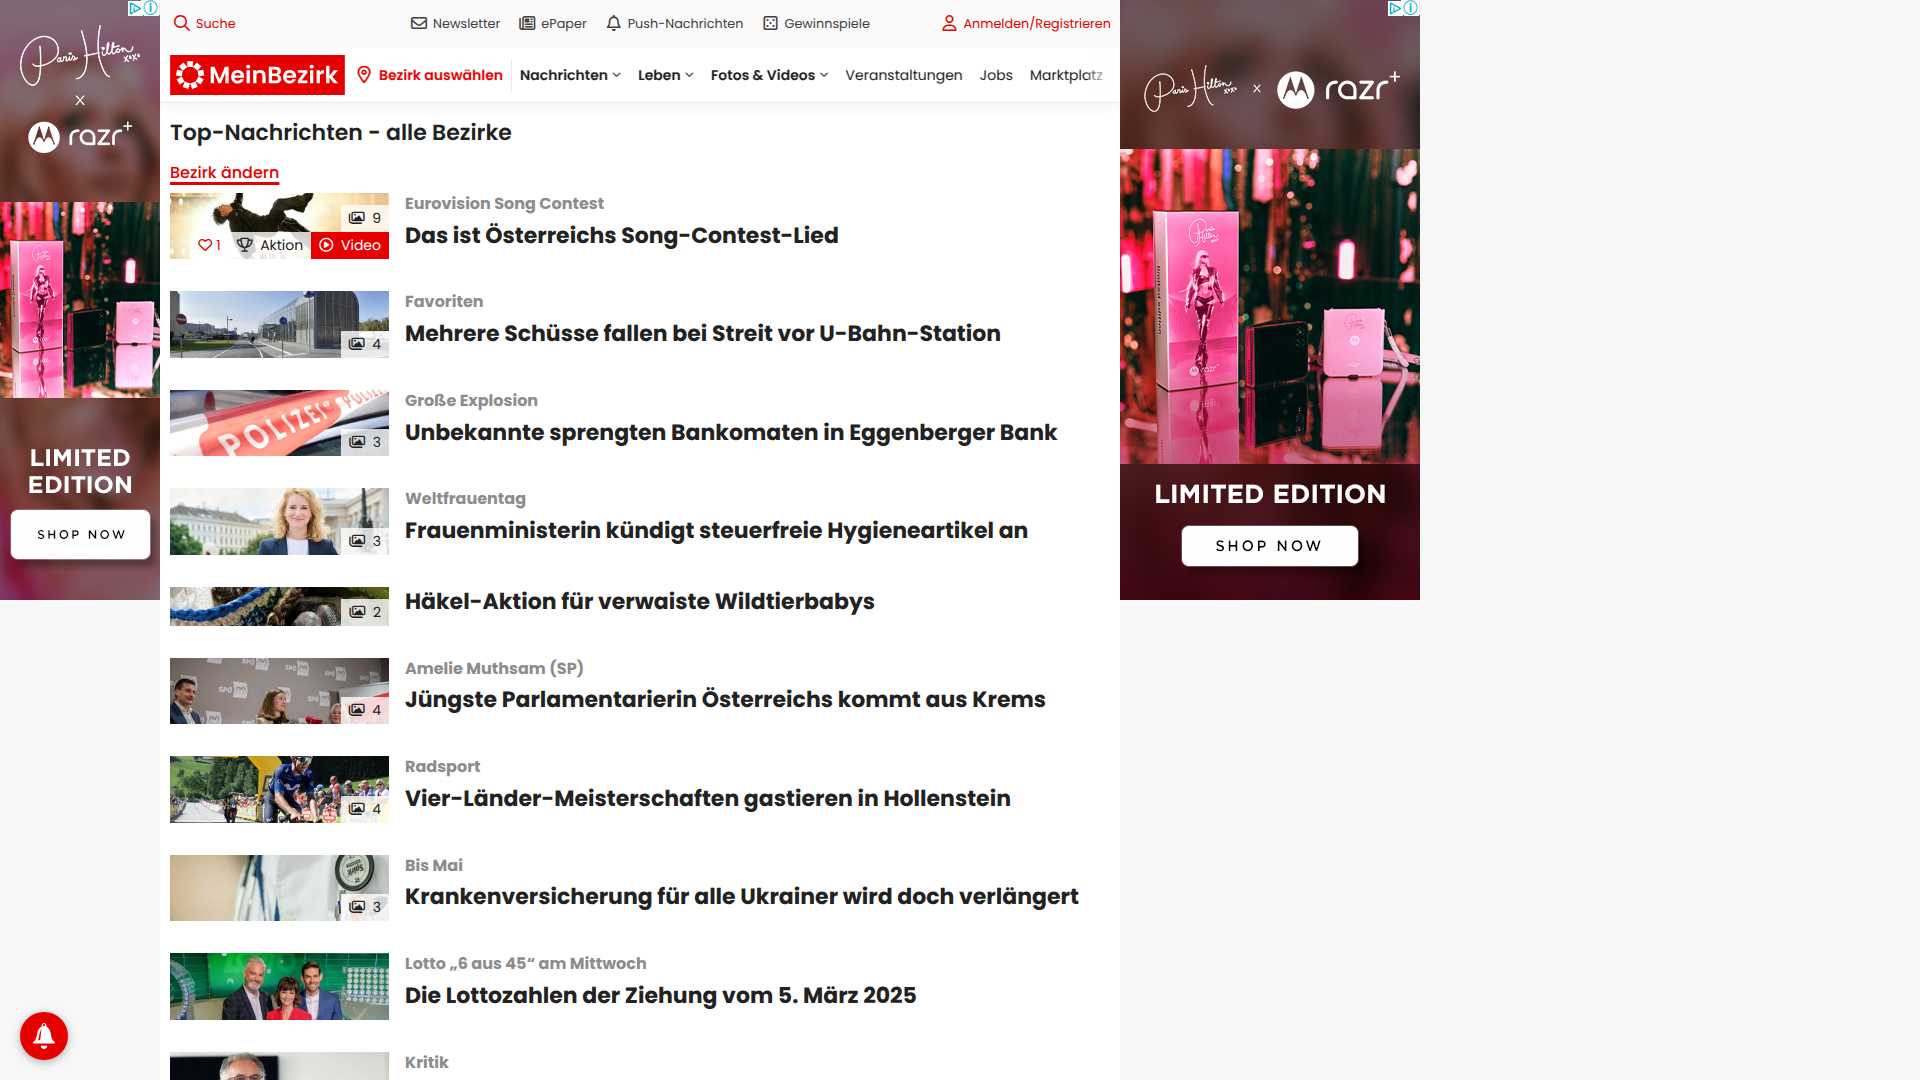 Paris Hilton xoxo
X
razr+
LIMITED
EDITION
SHOP NOW
Suche
Newsletter
ePaper
Push-Nachrichten
Gewinnspiele
Anmelden/Registrieren
MeinBezirk
Bezirk auswählen
Nachrichten
Leben
Fotos & Videos
Veranstaltungen
Jobs
Marktplatz
Top-Nachrichten - alle Bezirke
Bezirk ändern
9
1
Aktion
Video
Eurovision Song Contest
Das ist Österreichs Song-Contest-Lied
4
Favoriten
Mehrere Schüsse fallen bei Streit vor U-Bahn-Station
POLIZEI POLIZEI
3
Große Explosion
Unbekannte sprengten Bankomaten in Eggenberger Bank
3
Weltfrauentag
Frauenministerin kündigt steuerfreie Hygieneartikel an
2
Häkel-Aktion für verwaiste Wildtierbabys
4
Amelie Muthsam (SP)
Jüngste Parlamentarierin Österreichs kommt aus Krems
4
Radsport
Vier-Länder-Meisterschaften gastieren in Hollenstein
3
Bis Mai
Krankenversicherung für alle Ukrainer wird doch verlängert
Lotto „6 aus 45“ am Mittwoch
Die Lottozahlen der Ziehung vom 5. März 2025
Kritik
Paris Hilton xoxo X razr+
LIMITED EDITION
SHOP NOW